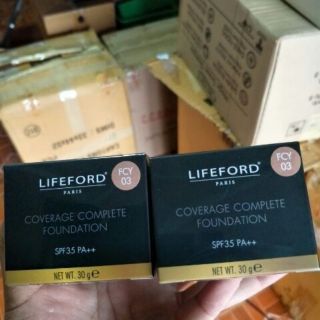 LIFEFORD®
PARIS
FCY
03
COVERAGE COMPLETE
FOUNDATION
SPF35 PA++
NET WT. 30 g e
LIFEFORD®
PARIS
FCY
03
COVERAGE COMPLETE
FOUNDATION
SPF35 PA++
NET WT. 30 g e